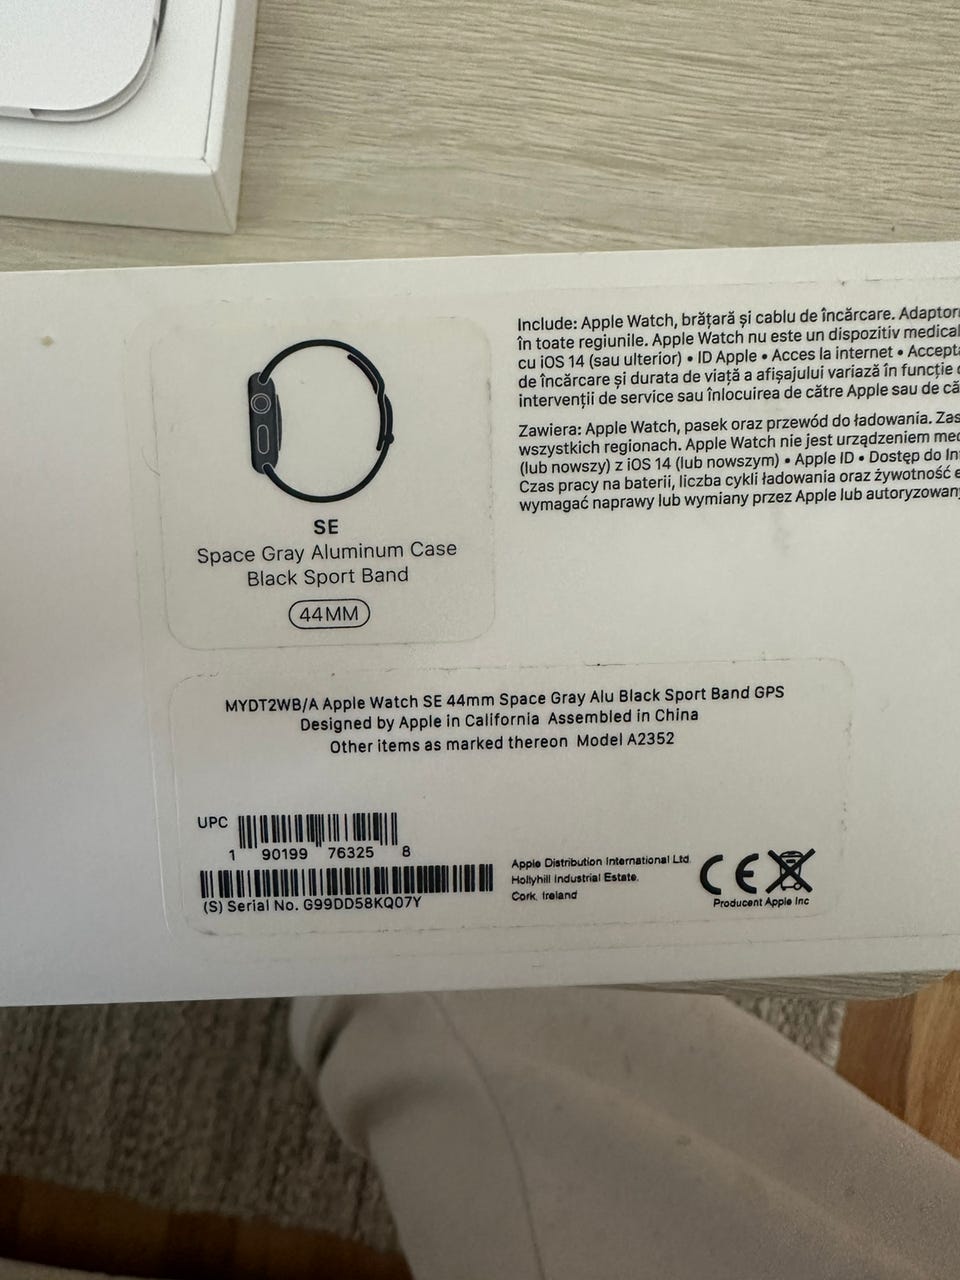 Include: Apple Watch, brățară și cablu de încărcare.
în toate regiunile. Apple Watch nu este un dispozitiv medical
cu iOS 14 (sau ulterior) • ID Apple • Acces la internet •
de încărcare și durata de viață a afișajului variază în funcție
intervenții de service sau înlocuirea de către Apple sau de
Zawiera: Apple Watch, pasek oraz przewód do ładowania.
wszystkich regionach. Apple Watch nie jest urządzeniem
(lub nowszy) z iOS 14 (lub nowszym) • Apple ID • Dostęp do
Czas pracy na baterii, liczba cykli ładowania oraz żywotność
wymagać naprawy lub wymiany przez Apple lub
SE
Space Gray Aluminum Case
Black Sport Band
44MM
MYDT2WB/A Apple Watch SE 44mm Space Gray Alu Black Sport Band GPS
Designed by Apple in California Assembled in China
Other items as marked thereon Model A2352
UPC
1 90199 76325 8
(S) Serial No. G99DD58KQ07Y
Apple Distribution International Ltd.
Hollyhill Industrial Estate,
Cork, Ireland
CE
Producent Apple Inc